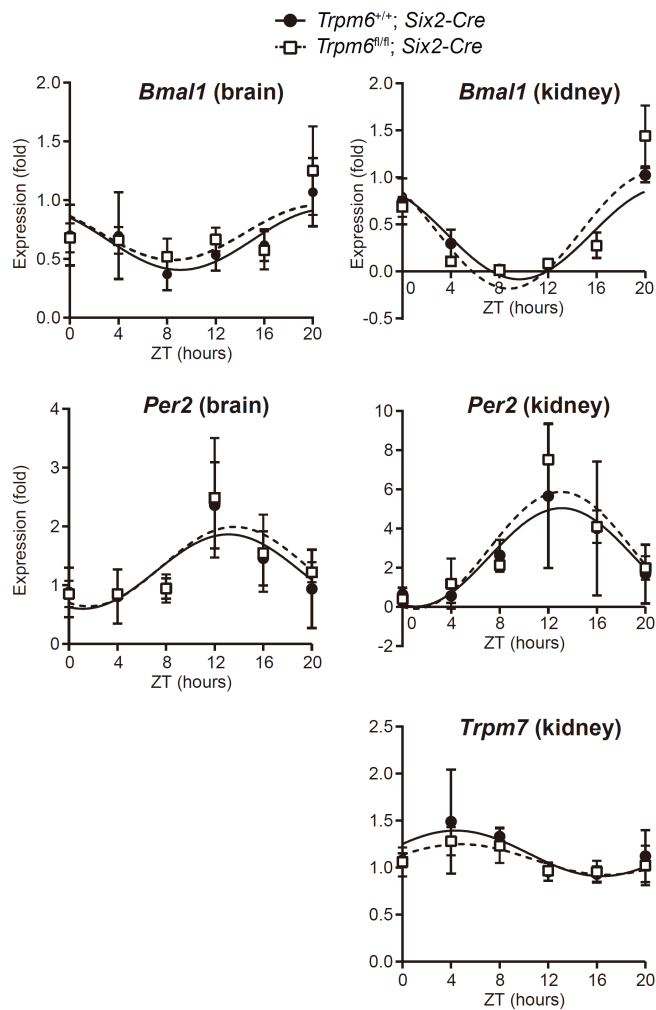 Trpm6+/+; Six2-Cre
Trpm6fl/fl; Six2-Cre
Bmal1 (brain)
Expression (fold)
2.0
1.5
1.0
0.5
0.0
0 4 8 12 16 20
ZT (hours)
Bmal1 (kidney)
Expression (fold)
2.0
1.5
1.0
0.5
0.0
-0.5
0 4 8 12 16 20
ZT (hours)
Per2 (brain)
Expression (fold)
4
3
2
1
0
0 4 8 12 16 20
ZT (hours)
Per2 (kidney)
Expression (fold)
10
8
6
4
2
0
-2
0 4 8 12 16 20
ZT (hours)
Trpm7 (kidney)
2.5
2.0
1.5
1.0
0.5
0.0
0 4 8 12 16 20
ZT (hours)